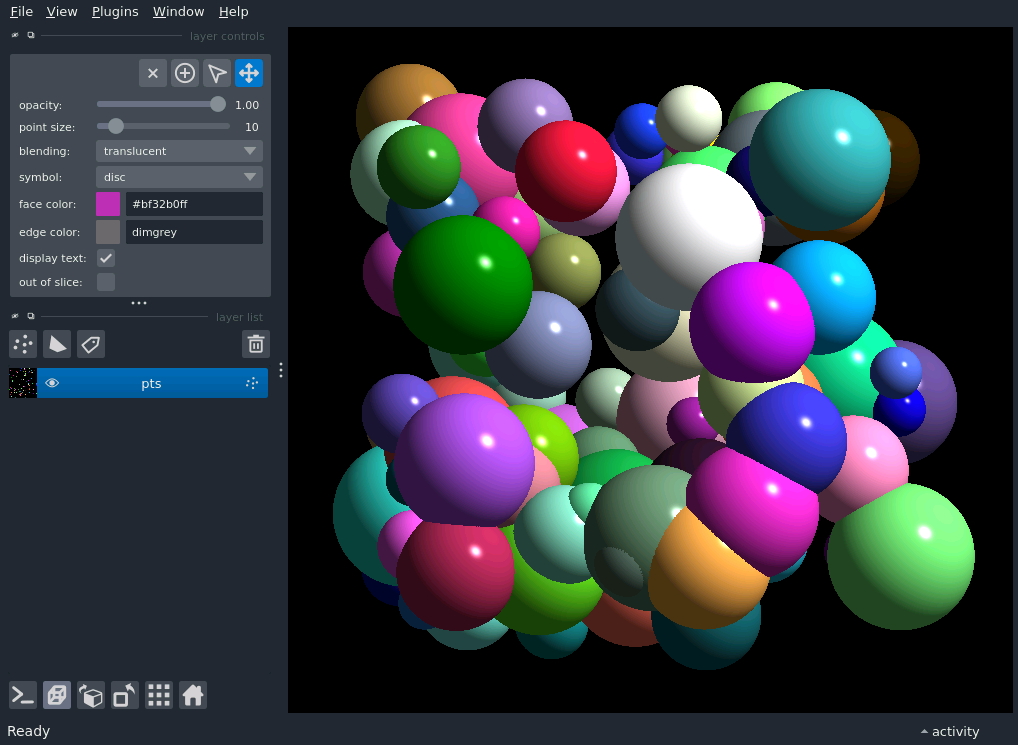 File View Plugins Window Help
layer controls
opacity: 1.00
point size: 10
blending: translucent
symbol: disc
face color: #bf32b0ff
edge color: dimgrey
display text:
out of slice:
layer list
pts
Ready
activity